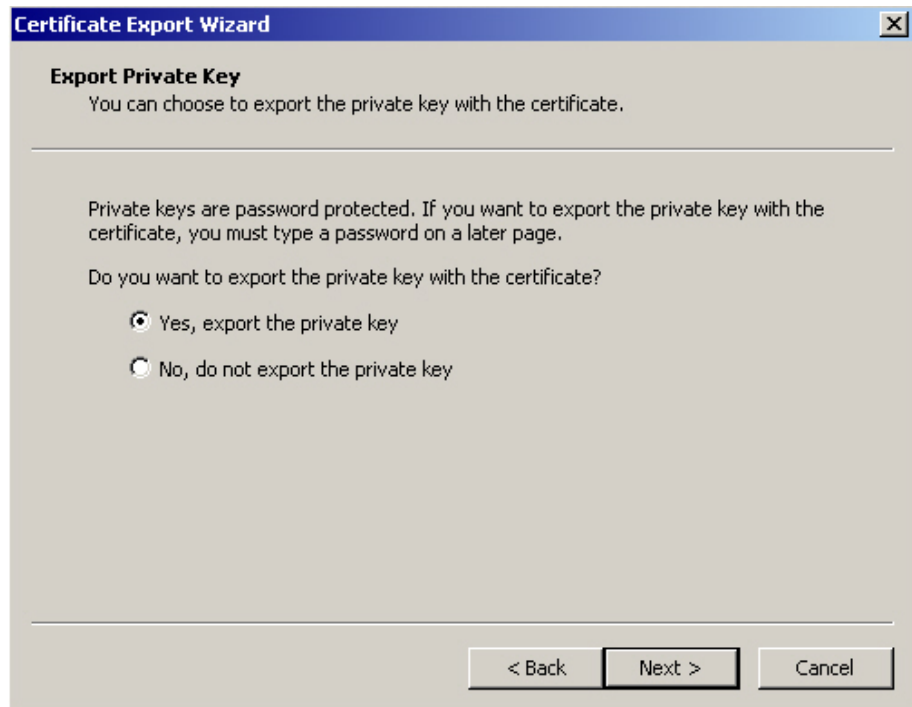 Certificate Export Wizard
Export Private Key
You can choose to export the private key with the certificate.
Private keys are password protected. If you want to export the private key with the
certificate, you must type a password on a later page.
Do you want to export the private key with the certificate?
Yes, export the private key
No, do not export the private key
< Back
Next >
Cancel